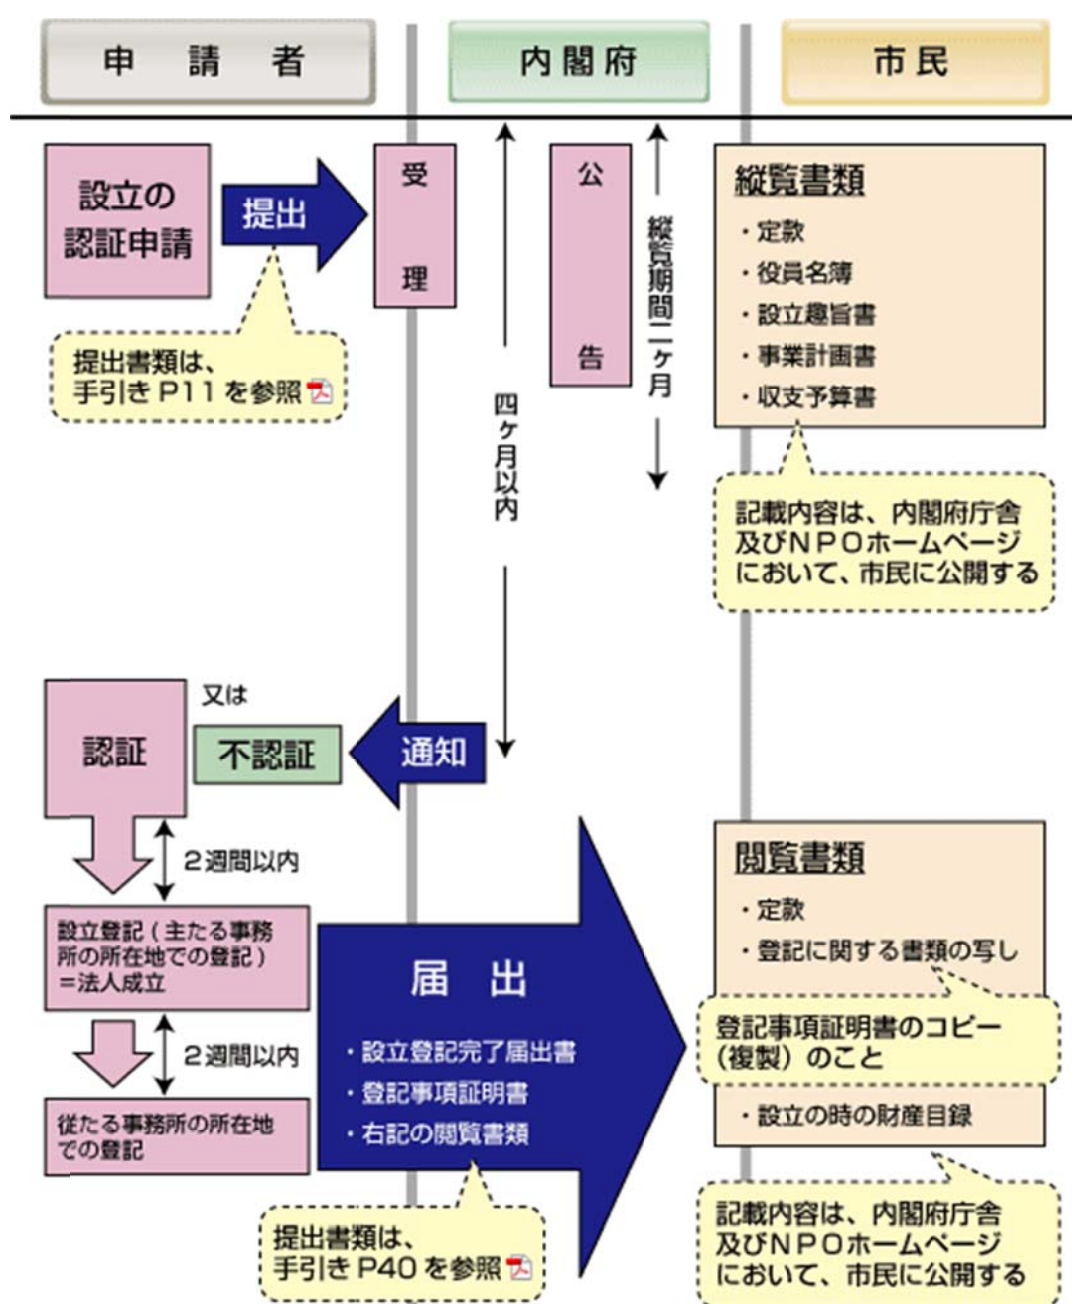 申請者
内閣府
市民
設立の
認証申請
提出
受理
公告
縦覧期間二ヶ月
四ヶ月以内
提出書類は、
手引きP11を参照
縦覧書類
・定款
・役員名簿
・設立趣旨書
・事業計画書
・収支予算書
記載内容は、内閣府庁舎
及びNPOホームページ
において、市民に公開する
認証
又は
不認証
通知
2週間以内
設立登記(主たる事務
所の所在地での登記)
=法人成立
2週間以内
従たる事務所の所在地
での登記
届出
・設立登記完了届出書
・登記事項証明書
・右記の閲覧書類
提出書類は、
手引きP40を参照
閲覧書類
・定款
・登記に関する書類の写し
登記事項証明書のコピー
(複製)のこと
・設立の時の財産目録
記載内容は、内閣府庁舎
及びNPOホームページ
において、市民に公開する